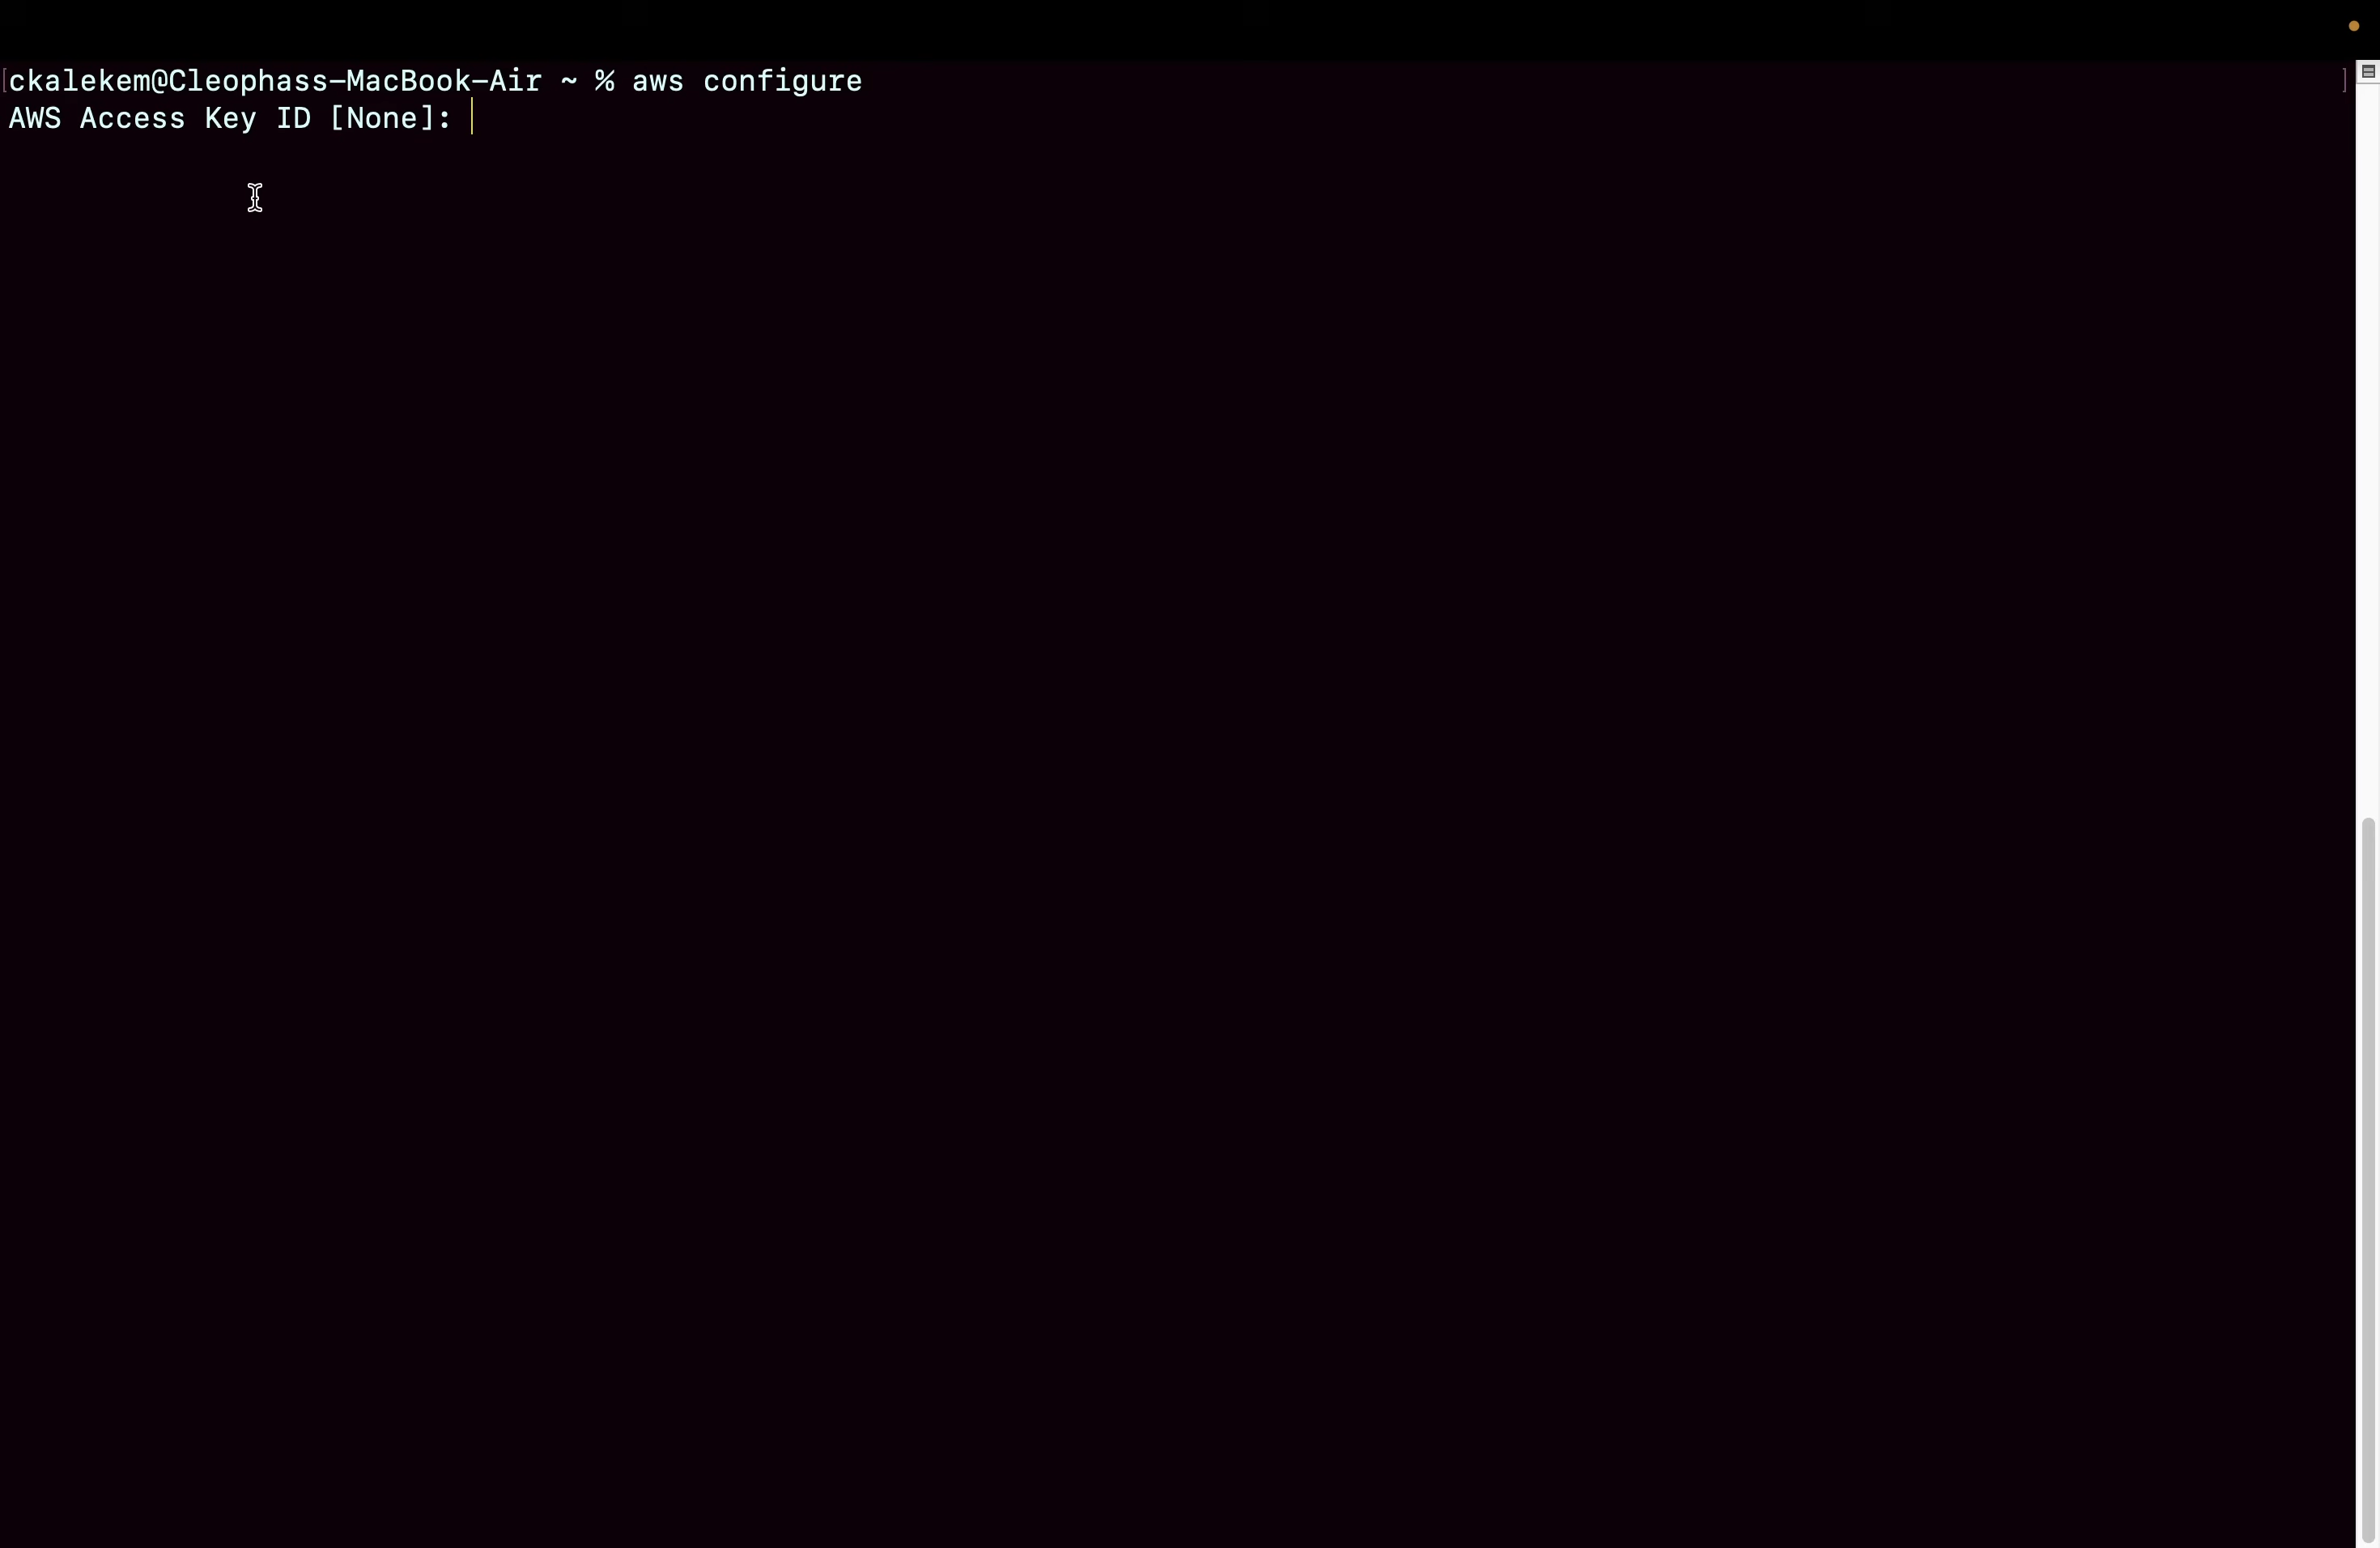 ckalekem@Cleophass-MacBook-Air ~ % aws configure
AWS Access Key ID [None]: